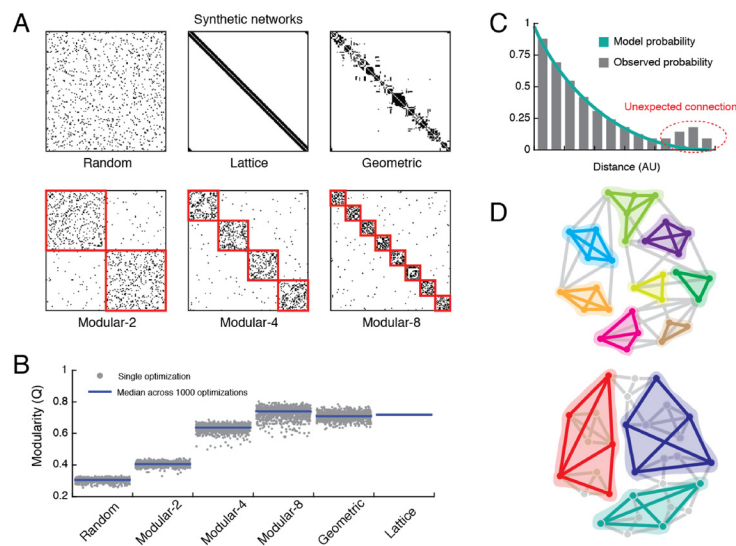 A
Synthetic networks
Random
Lattice
Geometric
Modular-2
Modular-4
Modular-8
B
Modularity (Q)
1
0.8
0.6
0.4
0.2
Single optimization
Median across 1000 optimizations
Random
Modular-2
Modular-4
Modular-8
Geometric
Lattice
C
1
0.75
0.5
0.25
0
Model probability
Observed probability
Unexpected connection
Distance (AU)
D